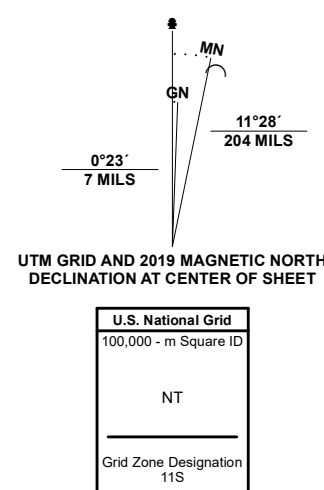 MN
GN
11°28´
204 MILS
0°23´
7 MILS
UTM GRID AND 2019 MAGNETIC NORTH
DECLINATION AT CENTER OF SHEET
U.S. National Grid
100,000 - m Square ID
NT
Grid Zone Designation
11S